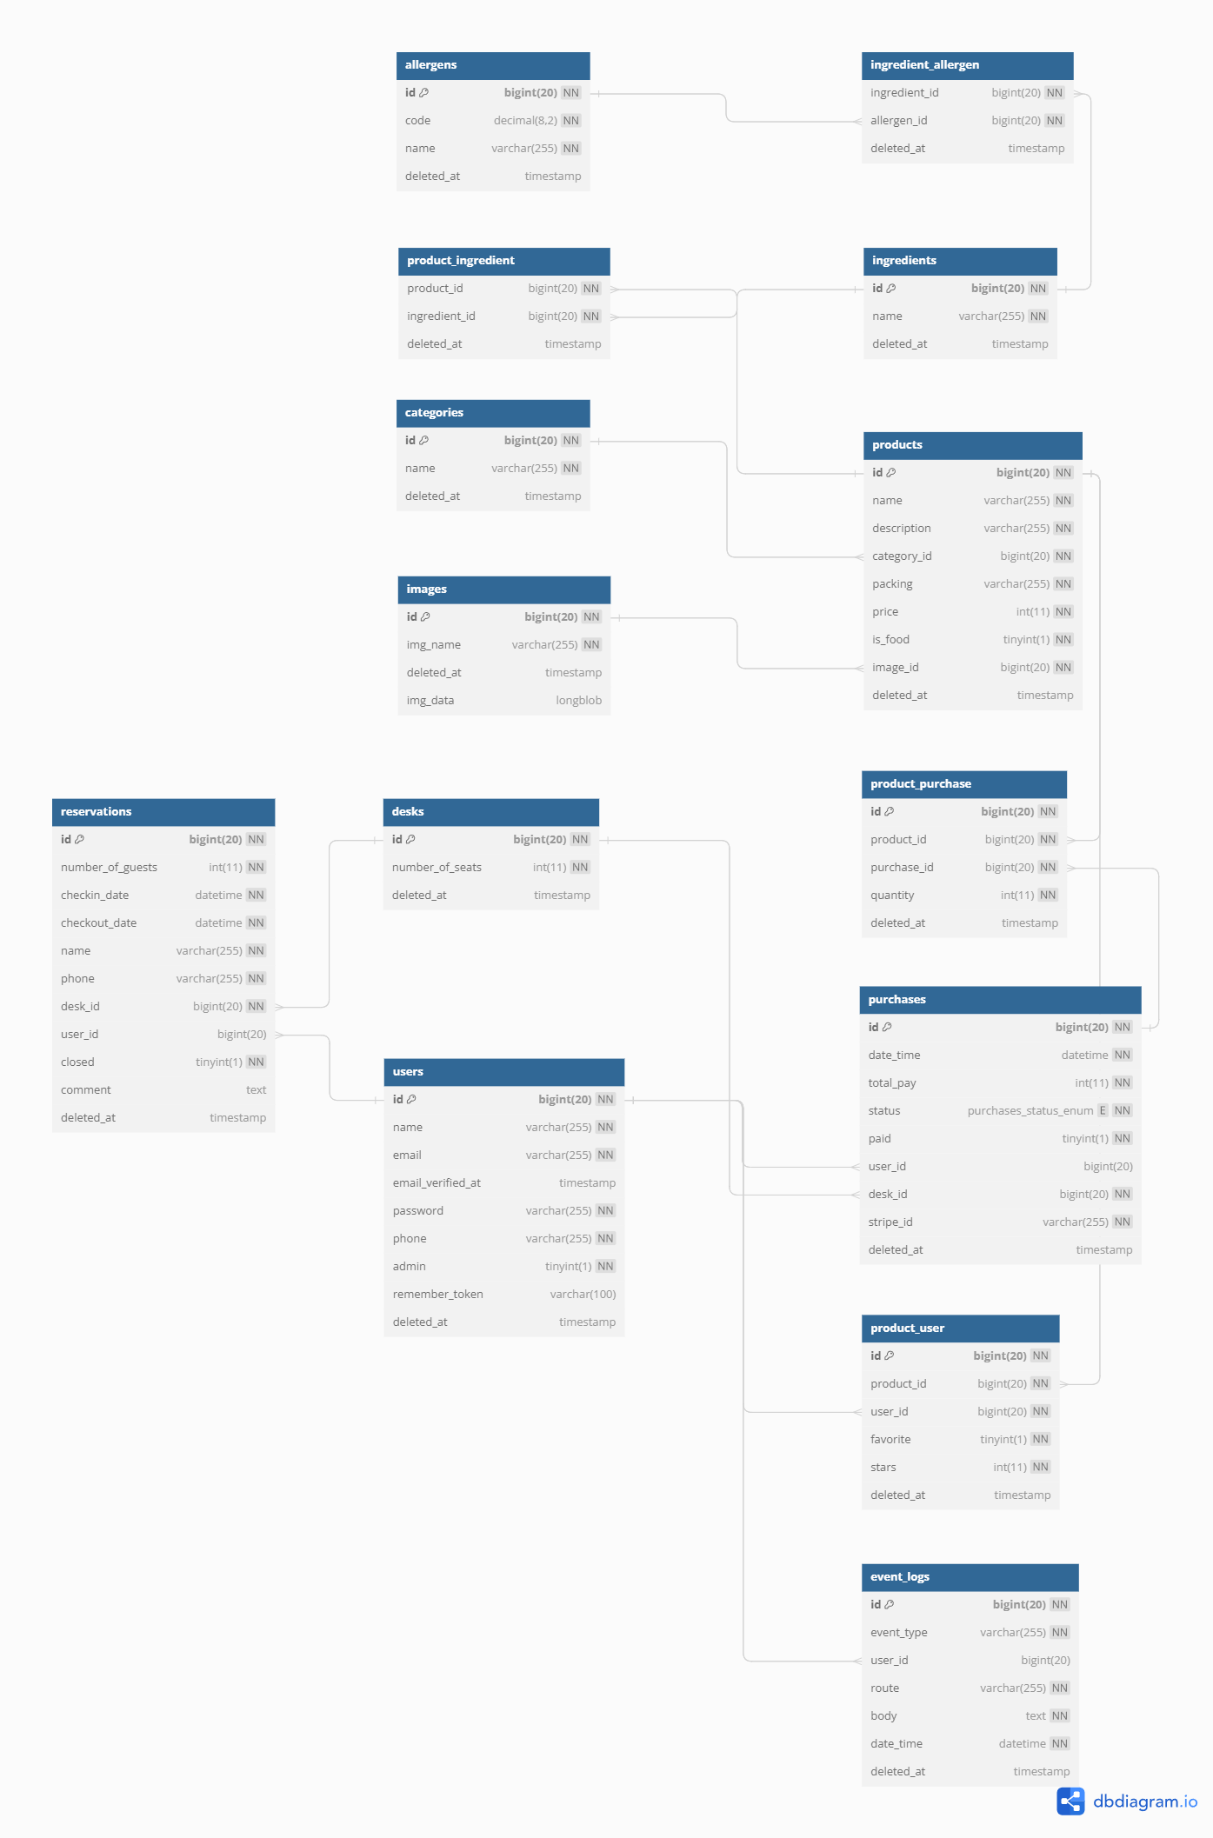 allergens
id bigint(20) NN
code decimal(8,2) NN
name varchar(255) NN
deleted_at timestamp
ingredient_allergen
ingredient_id bigint(20) NN
allergen_id bigint(20) NN
deleted_at timestamp
product_ingredient
product_id bigint(20) NN
ingredient_id bigint(20) NN
deleted_at timestamp
ingredients
id bigint(20) NN
name varchar(255) NN
deleted_at timestamp
categories
id bigint(20) NN
name varchar(255) NN
deleted_at timestamp
products
id bigint(20) NN
name varchar(255) NN
description varchar(255) NN
category_id bigint(20) NN
packing varchar(255) NN
price int(11) NN
is_food tinyint(1) NN
image_id bigint(20) NN
deleted_at timestamp
images
id bigint(20) NN
img_name varchar(255) NN
deleted_at timestamp
img_data longblob
product_purchase
id bigint(20) NN
product_id bigint(20) NN
purchase_id bigint(20) NN
quantity int(11) NN
deleted_at timestamp
reservations
id bigint(20) NN
number_of_guests int(11) NN
checkin_date datetime NN
checkout_date datetime NN
name varchar(255) NN
phone varchar(255) NN
desk_id bigint(20) NN
user_id bigint(20)
closed tinyint(1) NN
comment text
deleted_at timestamp
desks
id bigint(20) NN
number_of_seats int(11) NN
deleted_at timestamp
purchases
id bigint(20) NN
date_time datetime NN
total_pay int(11) NN
status purchases_status_enum E NN
paid tinyint(1) NN
user_id bigint(20)
desk_id bigint(20) NN
stripe_id varchar(255) NN
deleted_at timestamp
users
id bigint(20) NN
name varchar(255) NN
email varchar(255) NN
email_verified_at timestamp
password varchar(255) NN
phone varchar(255) NN
admin tinyint(1) NN
remember_token varchar(100)
deleted_at timestamp
product_user
id bigint(20) NN
product_id bigint(20) NN
user_id bigint(20) NN
favorite tinyint(1) NN
stars int(11) NN
deleted_at timestamp
event_logs
id bigint(20) NN
event_type varchar(255) NN
user_id bigint(20)
route varchar(255) NN
body text NN
date_time datetime NN
deleted_at timestamp
dbdiagram.io